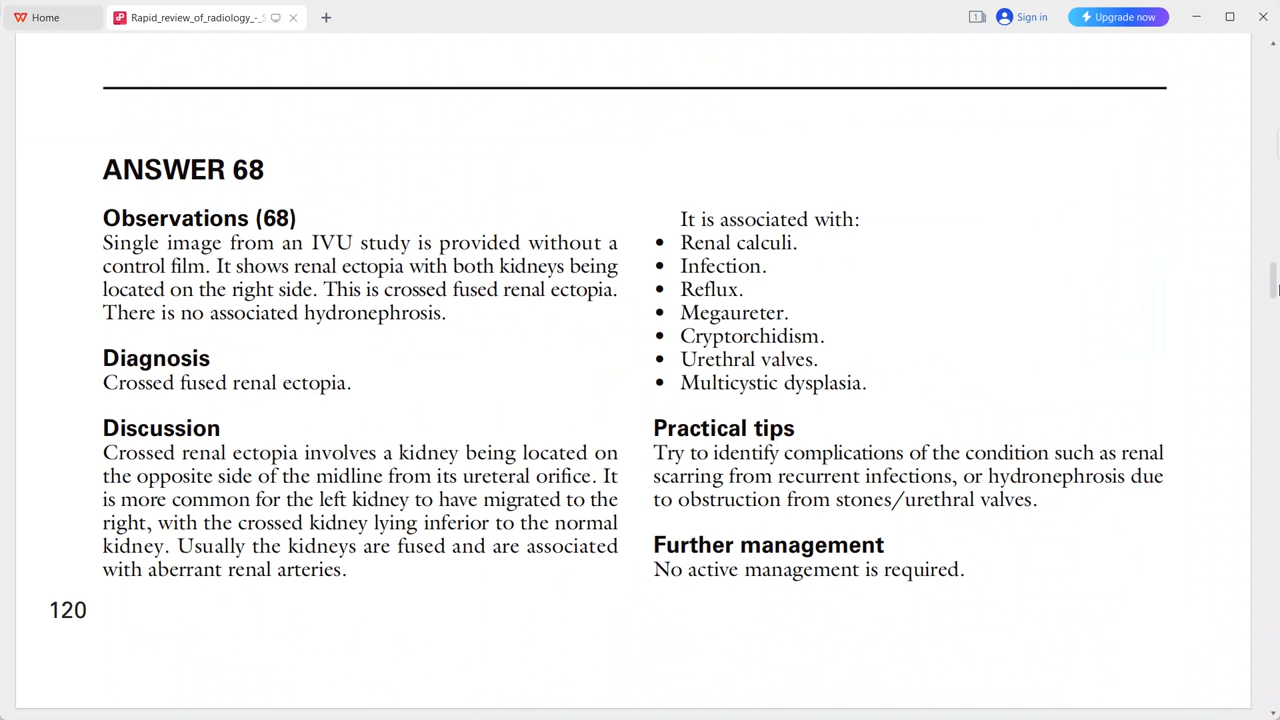 Home
Rapid_review_of_radiology_-_S
1
Sign in
Upgrade now
ANSWER 68
Observations (68)
Single image from an IVU study is provided without a
control film. It shows renal ectopia with both kidneys being
located on the right side. This is crossed fused renal ectopia.
There is no associated hydronephrosis.
Diagnosis
Crossed fused renal ectopia.
Discussion
Crossed renal ectopia involves a kidney being located on
the opposite side of the midline from its ureteral orifice. It
is more common for the left kidney to have migrated to the
right, with the crossed kidney lying inferior to the normal
kidney. Usually the kidneys are fused and are associated
with aberrant renal arteries.
It is associated with:
• Renal calculi.
• Infection.
• Reflux.
• Megaureter.
• Cryptorchidism.
• Urethral valves.
• Multicystic dysplasia.
Practical tips
Try to identify complications of the condition such as renal
scarring from recurrent infections, or hydronephrosis due
to obstruction from stones/urethral valves.
Further management
No active management is required.
120